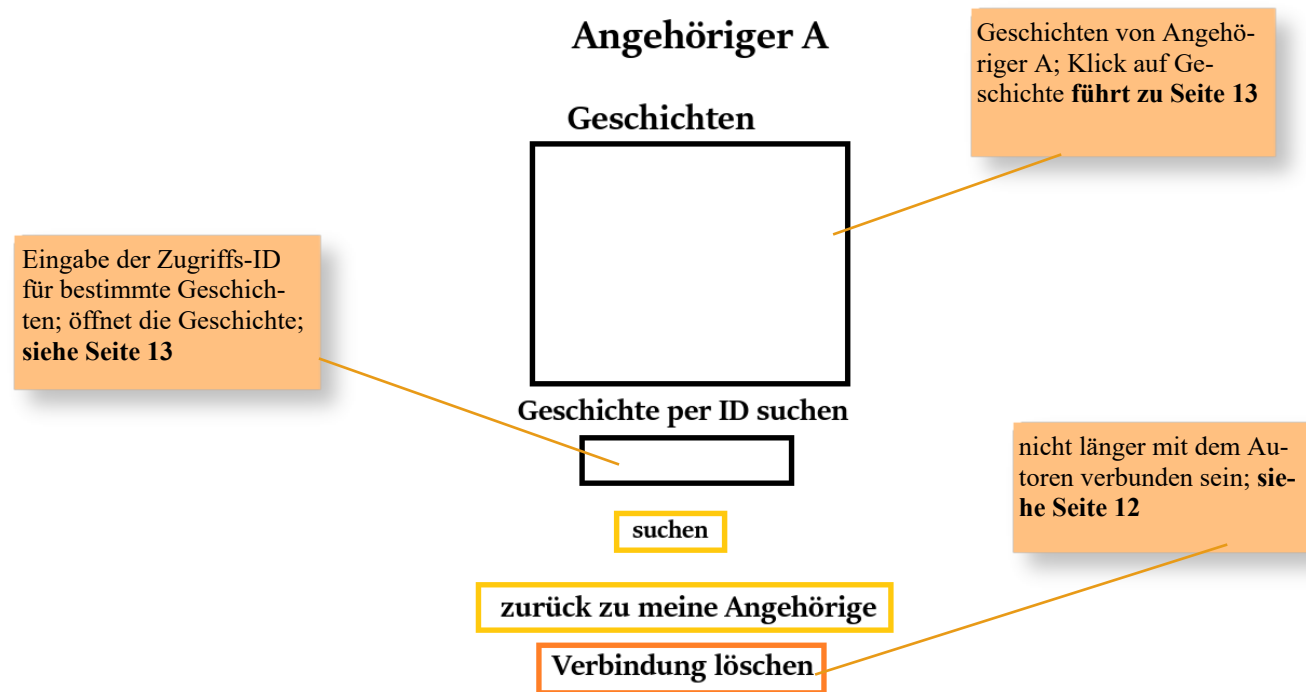 Angehöriger A
Geschichten von Angehö-
riger A; Klick auf Ge-
schichte führt zu Seite 13
Geschichten
Eingabe der Zugriffs-ID
für bestimmte Geschich-
ten; öffnet die Geschichte;
siehe Seite 13
Geschichte per ID suchen
nicht länger mit dem Au-
toren verbunden sein; sie-
he Seite 12
suchen
zurück zu meine Angehörige
Verbindung löschen